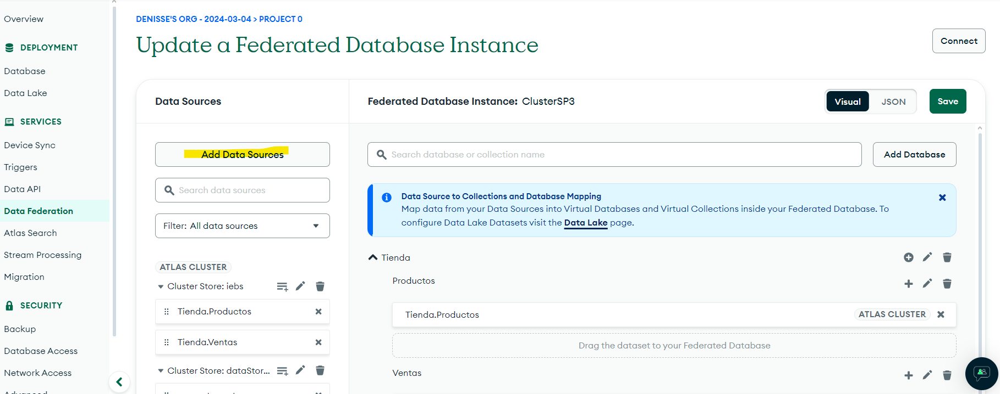 Overview
DEPLOYMENT
Database
Data Lake
SERVICES
Device Sync
Triggers
Data API
Data Federation
Atlas Search
Stream Processing
Migration
SECURITY
Backup
Database Access
Network Access
Advanced
DENISSE'S ORG - 2024-03-04 > PROJECT 0
Update a Federated Database Instance
Connect
Data Sources
Add Data Sources
Search data sources
Filter: All data sources
ATLAS CLUSTER
Cluster Store: iebs
Tienda.Productos
Tienda.Ventas
Cluster Store: dataStor...
Federated Database Instance: ClusterSP3
Visual
JSON
Save
Search database or collection name
Add Database
Data Source to Collections and Database Mapping
Map data from your Data Sources into Virtual Databases and Virtual Collections inside your Federated Database. To
configure Data Lake Datasets visit the Data Lake page.
Tienda
Productos
Tienda.Productos
ATLAS CLUSTER
Drag the dataset to your Federated Database
Ventas